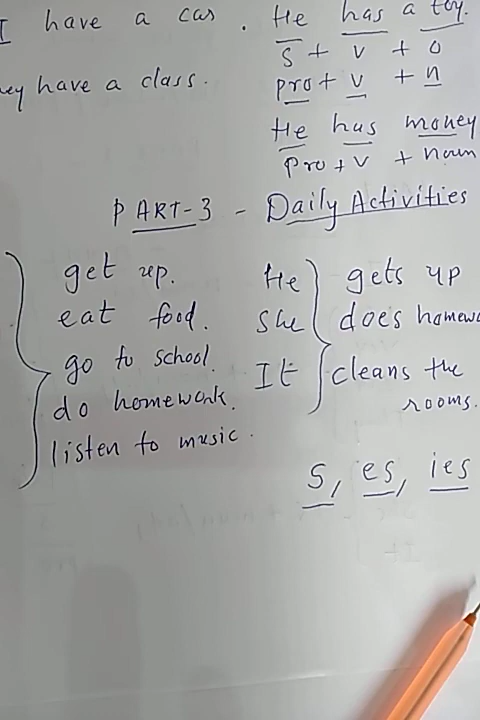 I have a car. He has a toy.
S + v + o
ey have a class. pro + v + n
He has money
pro + v + noun
PART-3 - Daily Activities
get up. He gets up
eat food. She does homewo
go to school. It cleans the
do homework. rooms.
listen to music.
s, es, ies